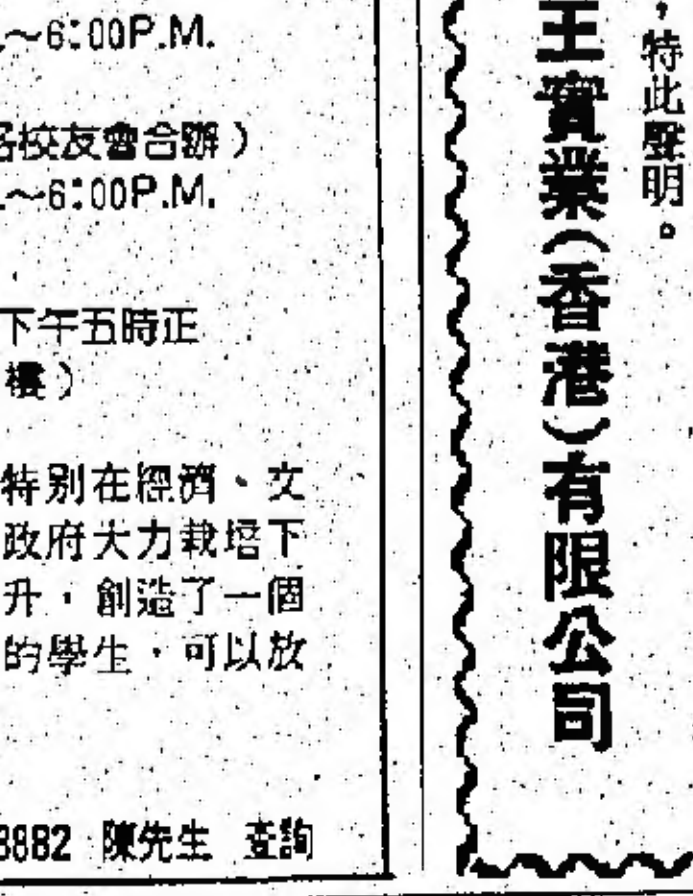 ～6:00P.M.
各校友會合辦）
.～6:00P.M.
下午五時正
樓）
特別在經濟、文
政府大力栽培下
升，創造了一個
的學生，可以放
8882 陳先生 查詢
，特此聲明。
王實業（香港）有限公司